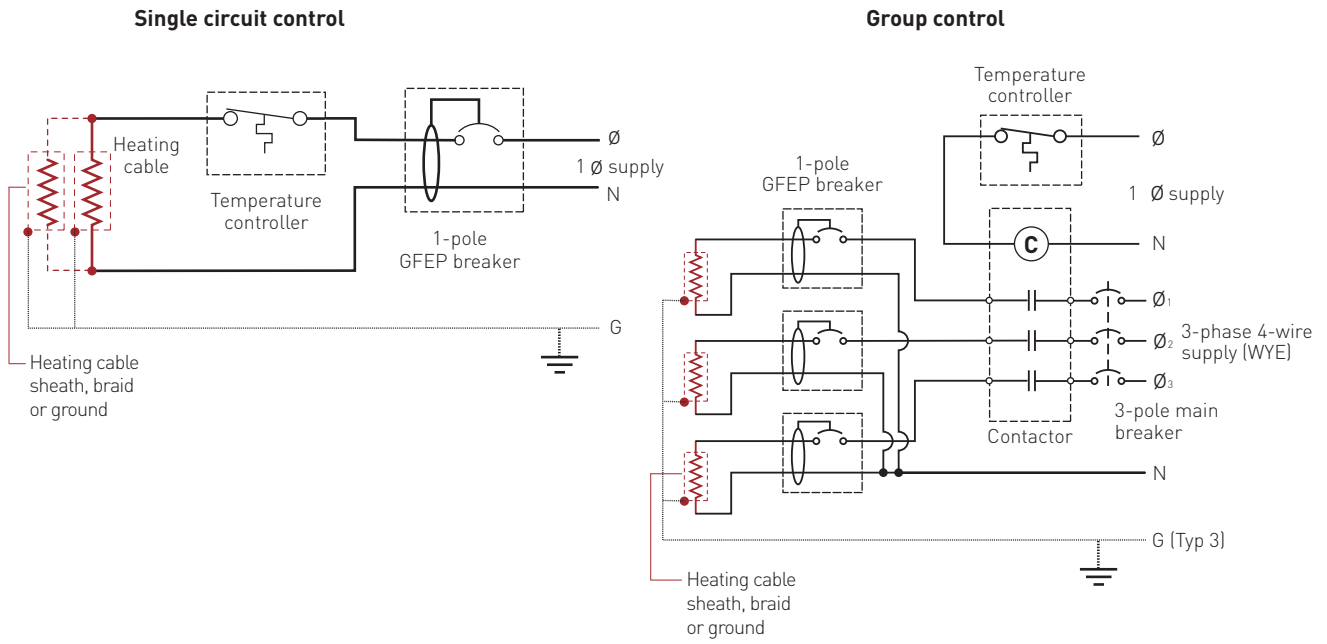 Single circuit control
Heating
cable
Temperature
controller
1-pole
GFEP breaker
Ø
1 Ø supply
N
G
Heating cable
sheath, braid
or ground
Group control
Temperature
controller
Ø
1 Ø supply
N
1-pole
GFEP breaker
C
Ø1
Ø2
3-phase 4-wire
supply (WYE)
Ø3
3-pole main
breaker
Contactor
N
G (Typ 3)
Heating cable
sheath, braid
or ground